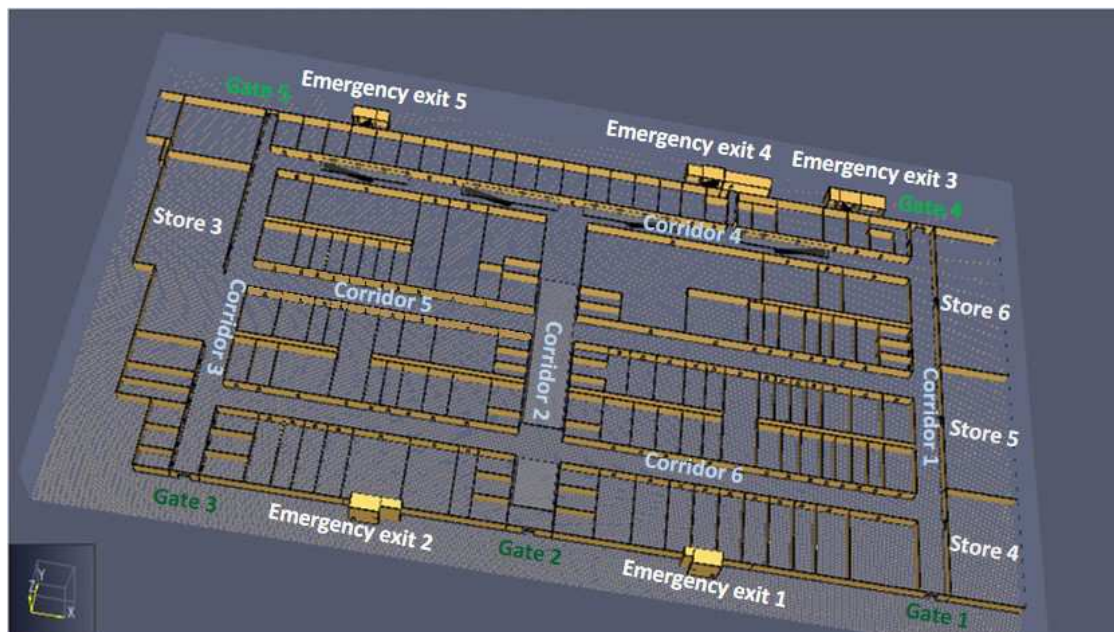 Gate 5
Emergency exit 5
Emergency exit 4
Emergency exit 3
Gate 4
Store 3
Corridor 4
Store 6
Corridor 5
Corridor 3
Corridor 2
Corridor 1
Store 5
Corridor 6
Gate 3
Emergency exit 2
Gate 2
Store 4
Emergency exit 1
Gate 1
Y
Z
X